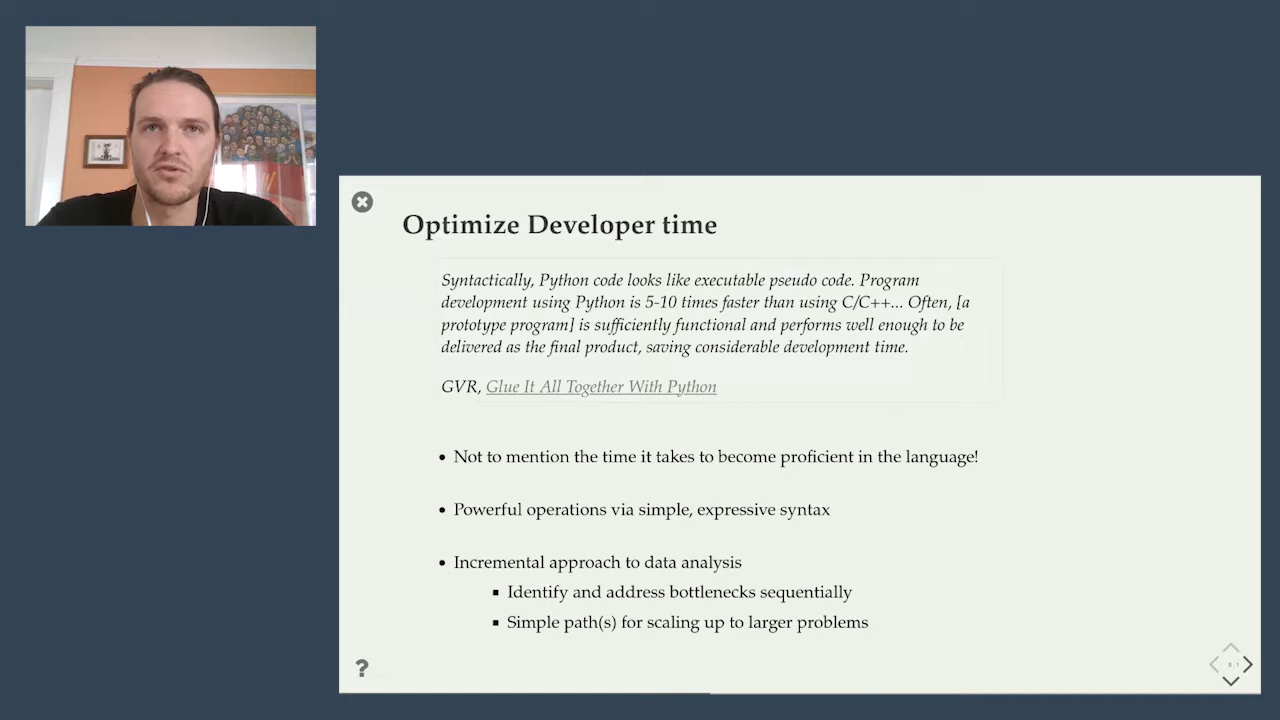 Optimize Developer time
Syntactically, Python code looks like executable pseudo code. Program
development using Python is 5-10 times faster than using C/C++... Often, [a
prototype program] is sufficiently functional and performs well enough to be
delivered as the final product, saving considerable development time.
GVR, Glue It All Together With Python
• Not to mention the time it takes to become proficient in the language!
• Powerful operations via simple, expressive syntax
• Incremental approach to data analysis
▪ Identify and address bottlenecks sequentially
▪ Simple path(s) for scaling up to larger problems
?